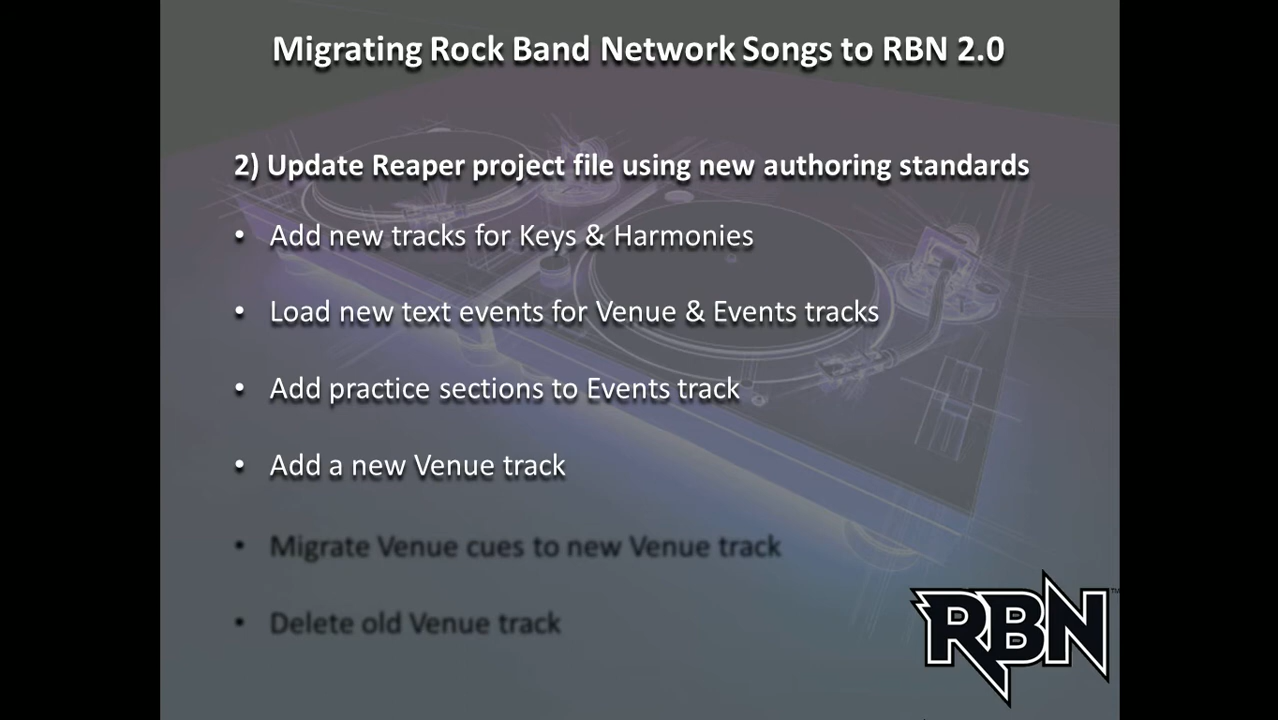 Migrating Rock Band Network Songs to RBN 2.0
2) Update Reaper project file using new authoring standards
• Add new tracks for Keys & Harmonies
• Load new text events for Venue & Events tracks
• Add practice sections to Events track
• Add a new Venue track
• Migrate Venue cues to new Venue track
• Delete old Venue track
RBN™